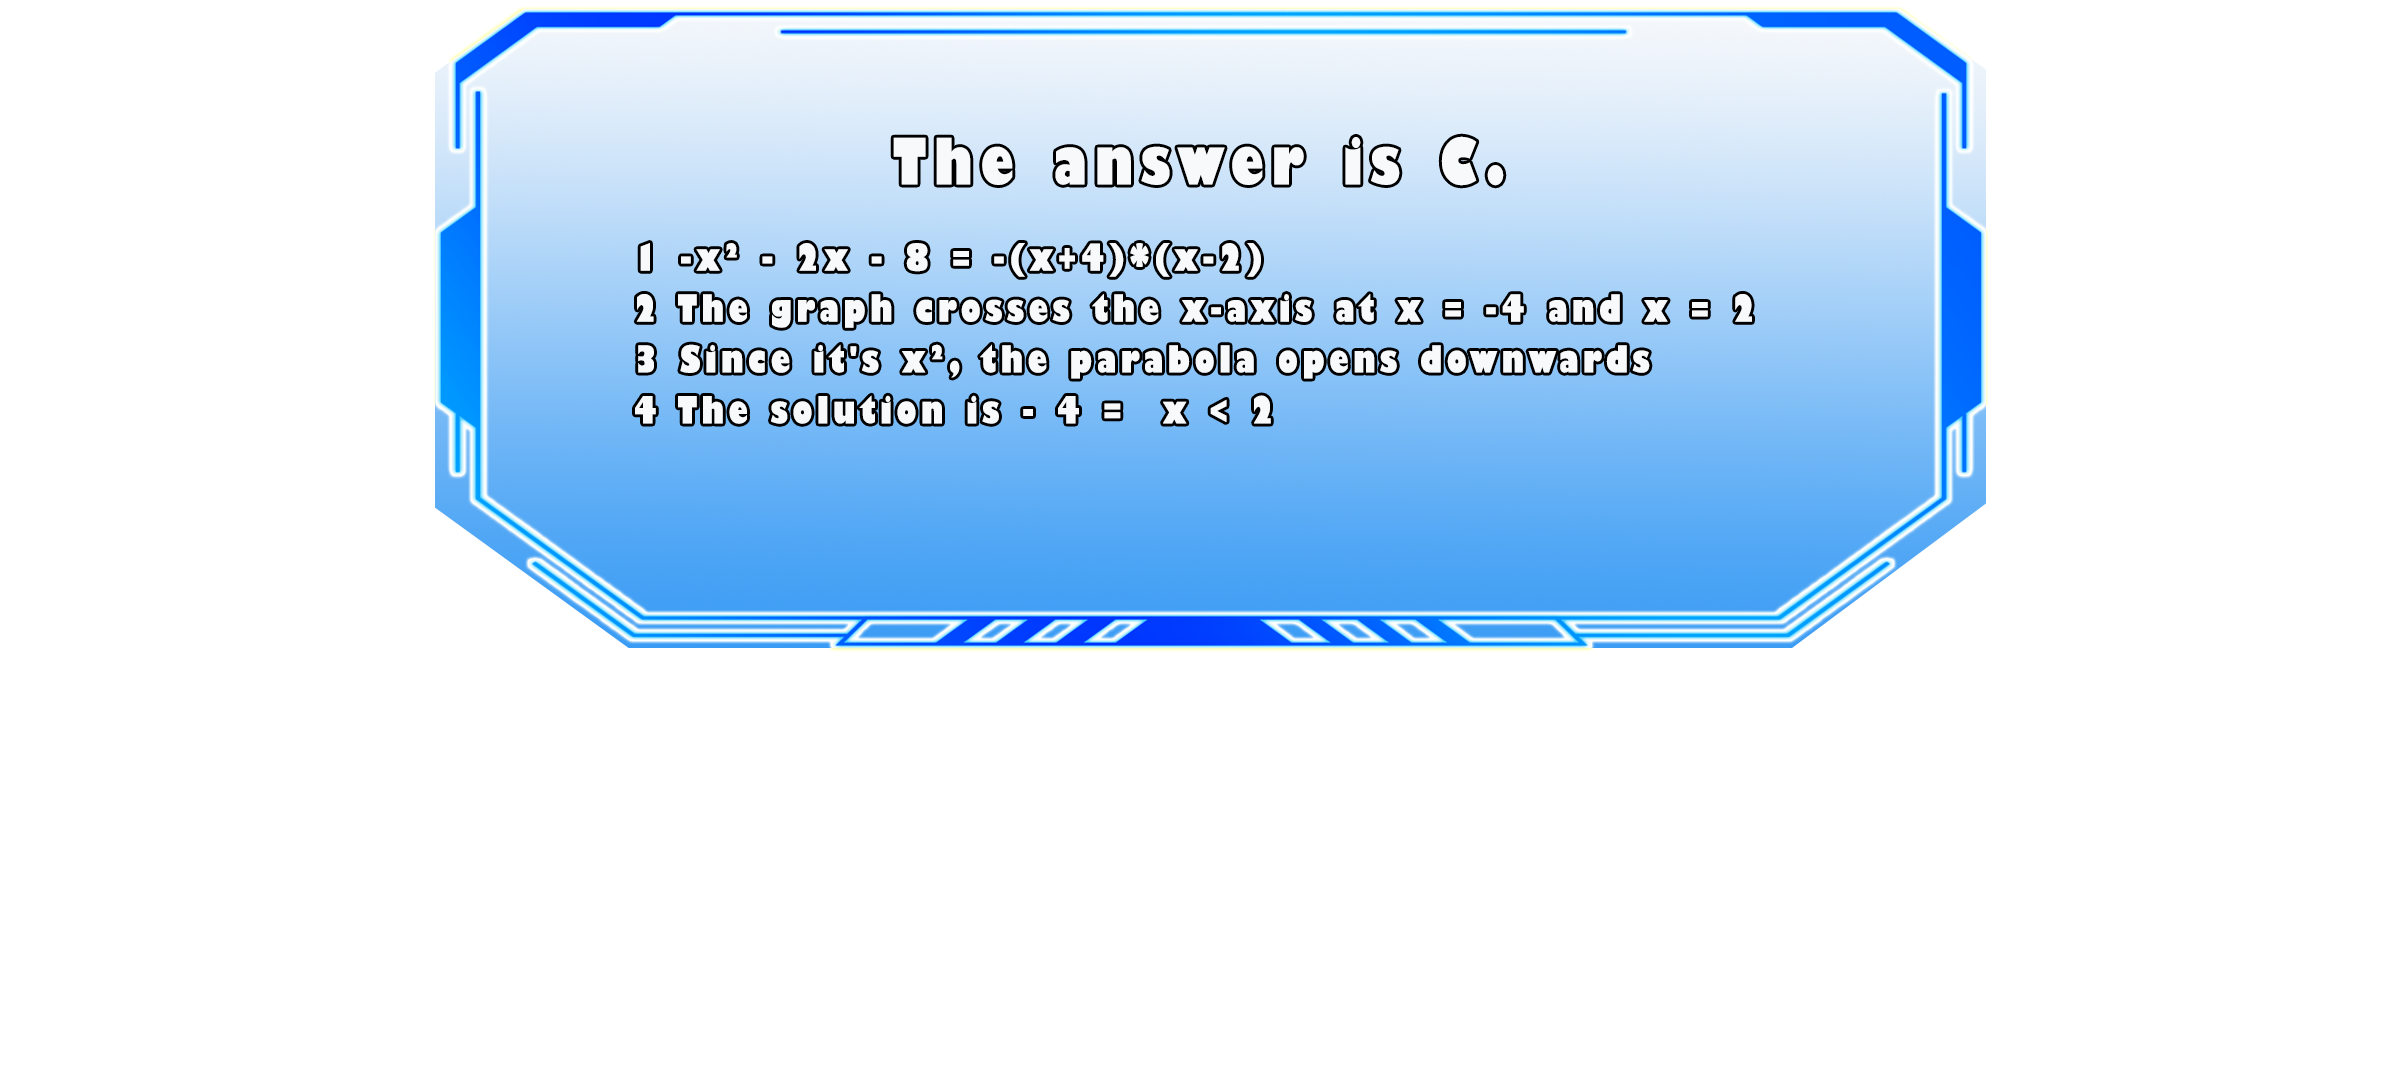 The answer is C.
1 -x² - 2x - 8 = -(x+4)*(x-2)
2 The graph crosses the x-axis at x = -4 and x = 2
3 Since it's x², the parabola opens downwards
4 The solution is - 4 =  x < 2